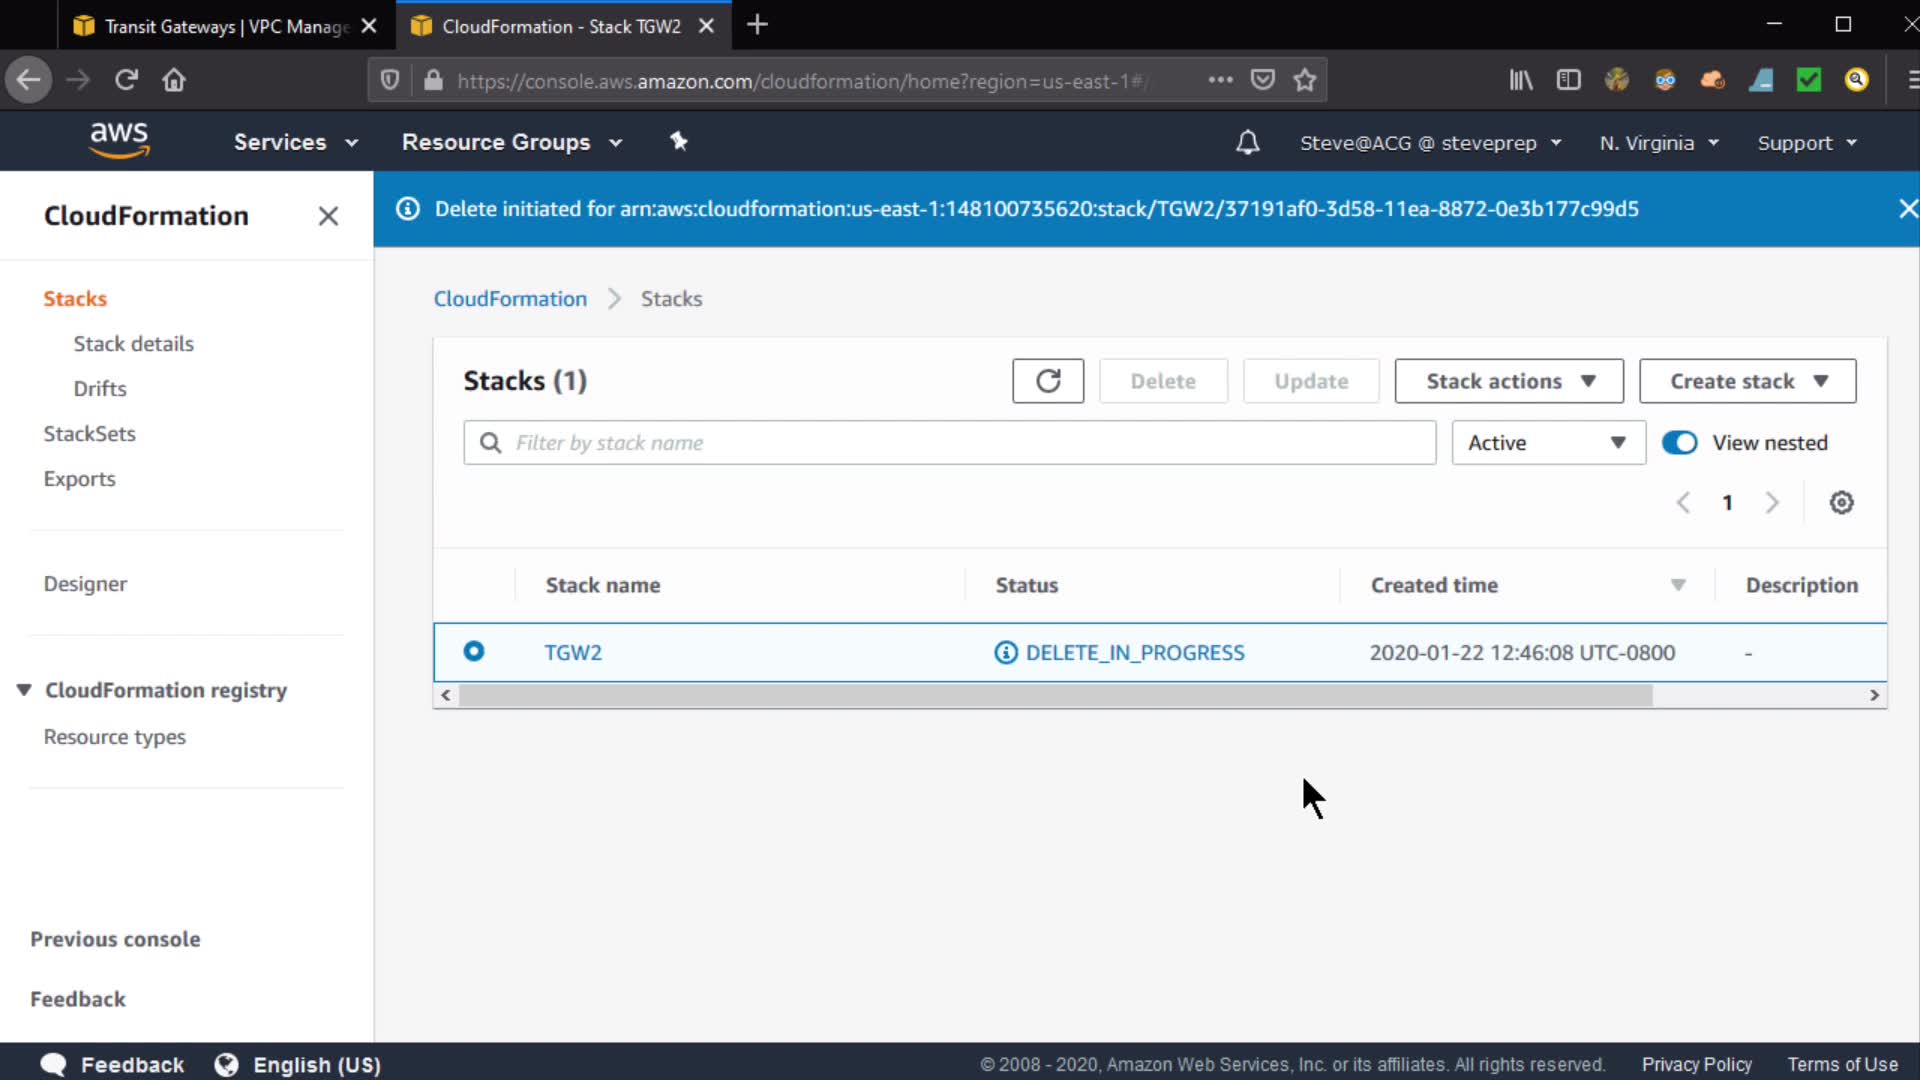 Transit Gateways | VPC Manage
CloudFormation - Stack TGW2
https://console.aws.amazon.com/cloudformation/home?region=us-east-1#/
aws
Services
Resource Groups
Steve@ACG @ steveprep
N. Virginia
Support
CloudFormation
Delete initiated for arn:aws:cloudformation:us-east-1:148100735620:stack/TGW2/37191af0-3d58-11ea-8872-0e3b177c99d5
Stacks
Stack details
Drifts
StackSets
Exports
Designer
CloudFormation registry
Resource types
Previous console
Feedback
CloudFormation > Stacks
Stacks (1)
Delete
Update
Stack actions
Create stack
Filter by stack name
Active
View nested
1
Stack name Status Created time Description
TGW2 DELETE_IN_PROGRESS 2020-01-22 12:46:08 UTC-0800 -
Feedback
English (US)
© 2008 - 2020, Amazon Web Services, Inc. or its affiliates. All rights reserved.
Privacy Policy
Terms of Use